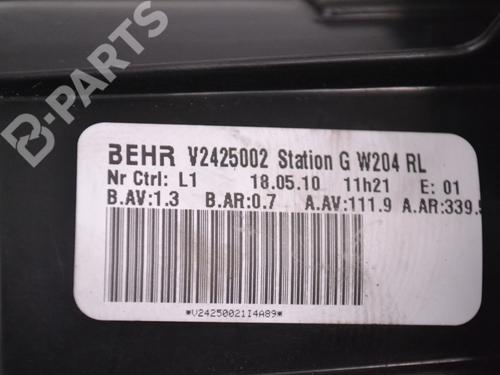 B-PARTS
BEHR V2425002 Station G W204 RL
Nr Ctrl: L1 18.05.10 11h21 E: 01
B.AV:1.3 B.AR:0.7 A.AV:111.9 A.AR:339.5
*V24250021I4A89*